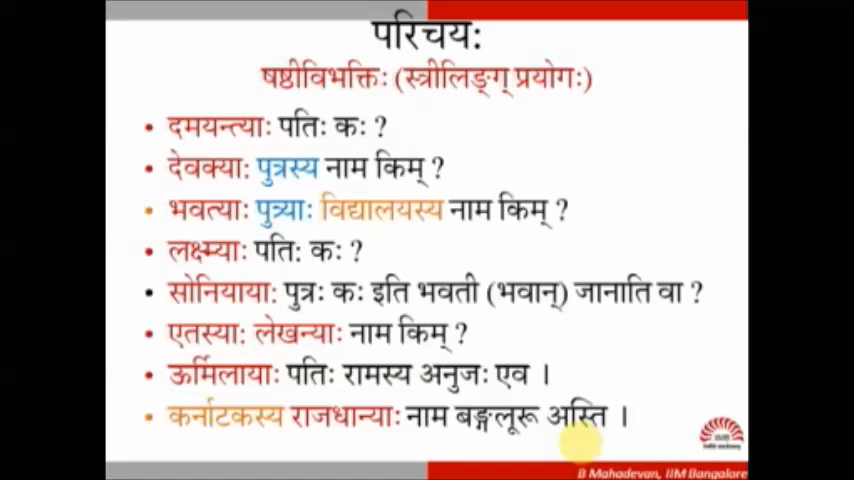 परिचय:
षष्ठीविभक्तिः (स्त्रीलिङ्ग् प्रयोगः)
• दमयन्त्याः पतिः कः ?
• देवक्या: पुत्रस्य नाम किम् ?
• भवत्याः पुत्र्याः विद्यालयस्य नाम किम् ?
• लक्ष्म्याः पति: कः ?
• सोनियाया: पुत्रः कः इति भवती (भवान्) जानाति वा ?
• एतस्या: लेखन्याः नाम किम् ?
• ऊर्मिलायाः पतिः रामस्य अनुजः एव ।
• कर्नाटकस्य राजधान्याः नाम बङ्गलूरू अस्ति ।
B Mahadevan, IIM Bangalore